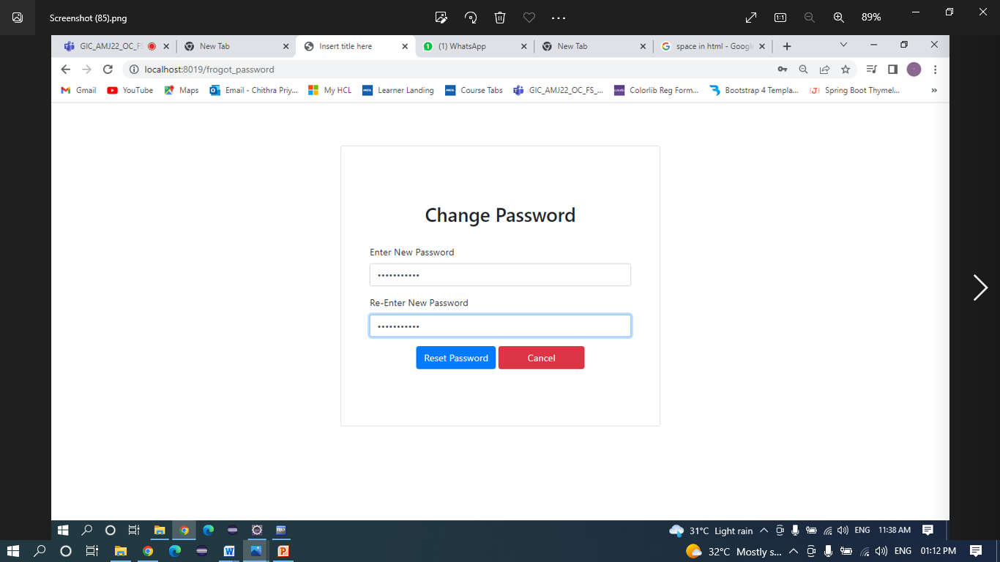 Screenshot (85).png
89%
GIC_AMJ22_OC_FS
New Tab
Insert title here
(1) WhatsApp
New Tab
space in html - Googl
localhost:8019/frogot_password
Gmail
YouTube
Maps
Email - Chithra Priy...
My HCL
Learner Landing
Course Tabs
GIC_AMJ22_OC_FS_...
Colorlib Reg Form...
Bootstrap 4 Templa...
Spring Boot Thymel...
»
Change Password
Enter New Password
•••••••••••
Re-Enter New Password
•••••••••••
Reset Password
Cancel
31°C Light rain
ENG
11:38 AM
32°C Mostly s...
ENG
01:12 PM